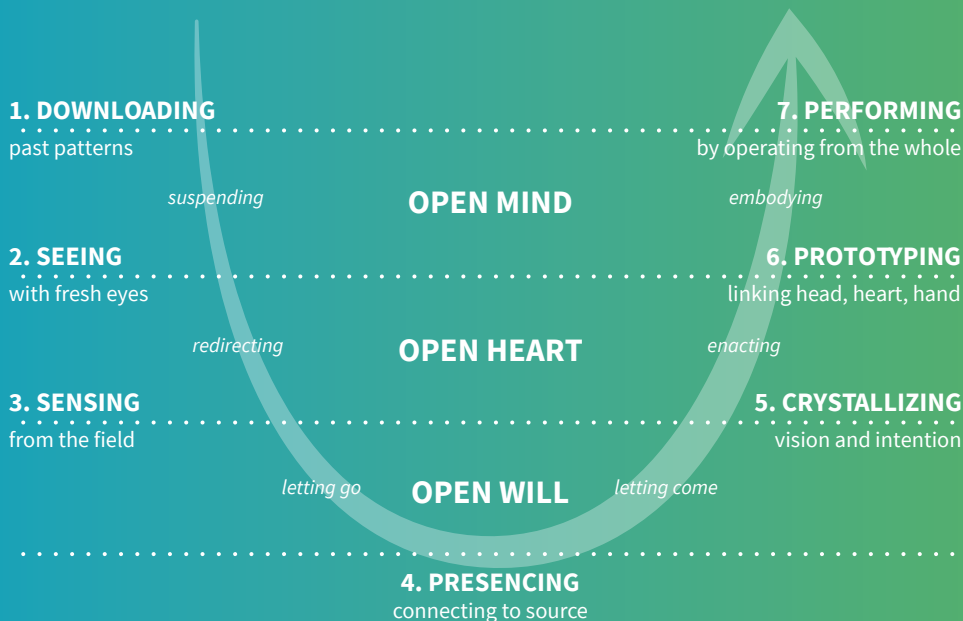 1. DOWNLOADING
past patterns
7. PERFORMING
by operating from the whole
suspending
OPEN MIND
embodying
2. SEEING
with fresh eyes
6. PROTOTYPING
linking head, heart, hand
redirecting
OPEN HEART
enacting
3. SENSING
from the field
5. CRYSTALLIZING
vision and intention
letting go
OPEN WILL
letting come
4. PRESENCING
connecting to source